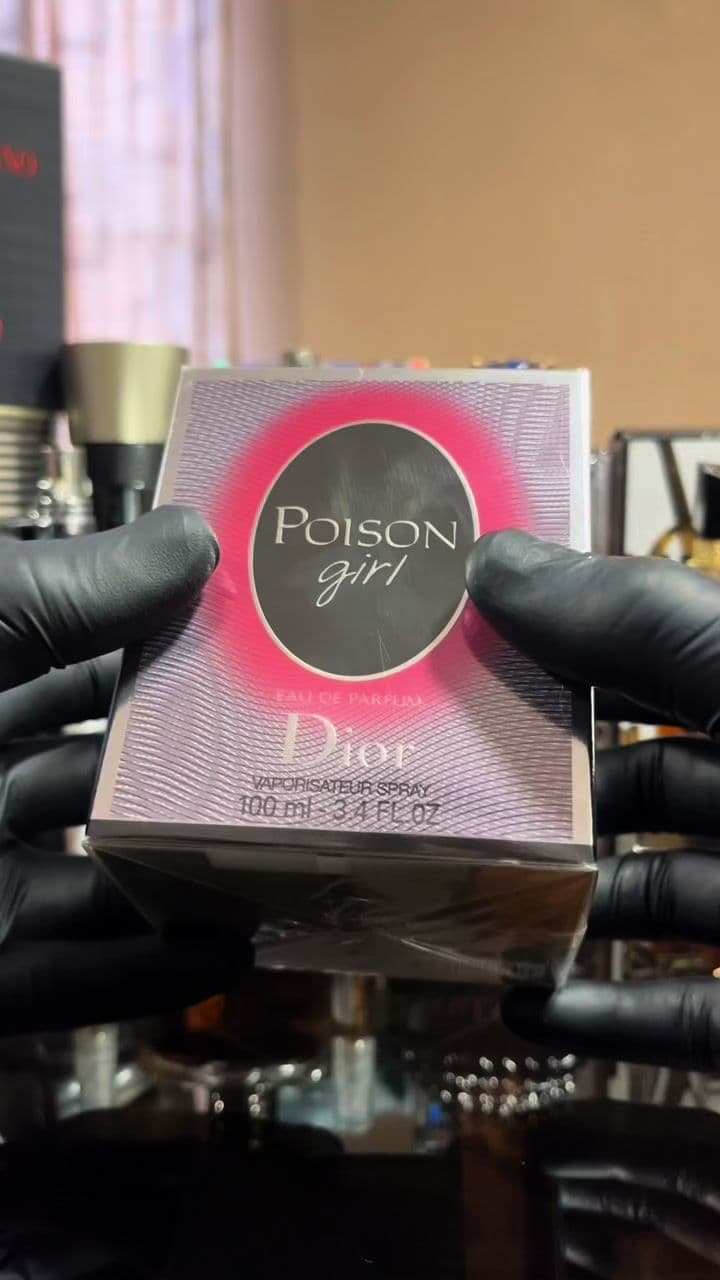 POISON
girl
EAU DE PARFUM
Dior
VAPORISATEUR SPRAY
100 ml - 3.4 FL OZ